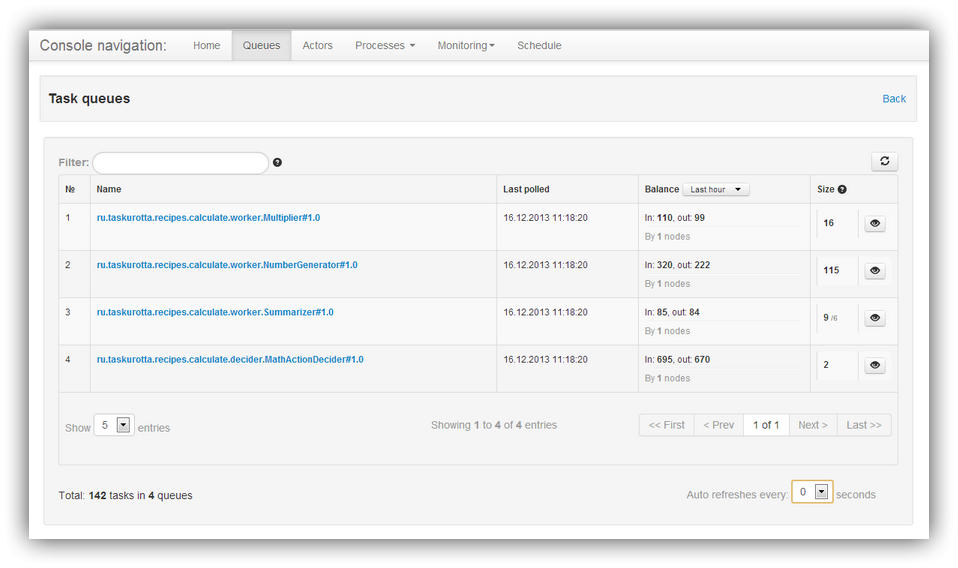 Console navigation: Home Queues Actors Processes Monitoring Schedule
Task queues Back
Filter:
№ Name Last polled Balance Last hour Size
1 ru.taskurotta.recipes.calculate.worker.Multiplier#1.0 16.12.2013 11:18:20 In: 110, out: 99 16
By 1 nodes
2 ru.taskurotta.recipes.calculate.worker.NumberGenerator#1.0 16.12.2013 11:18:20 In: 320, out: 222 115
By 1 nodes
3 ru.taskurotta.recipes.calculate.worker.Summarizer#1.0 16.12.2013 11:18:20 In: 85, out: 84 9 /6
By 1 nodes
4 ru.taskurotta.recipes.calculate.decider.MathActionDecider#1.0 16.12.2013 11:18:20 In: 695, out: 670 2
By 1 nodes
Show 5 entries Showing 1 to 4 of 4 entries << First < Prev 1 of 1 Next > Last >>
Total: 142 tasks in 4 queues Auto refreshes every: 0 seconds